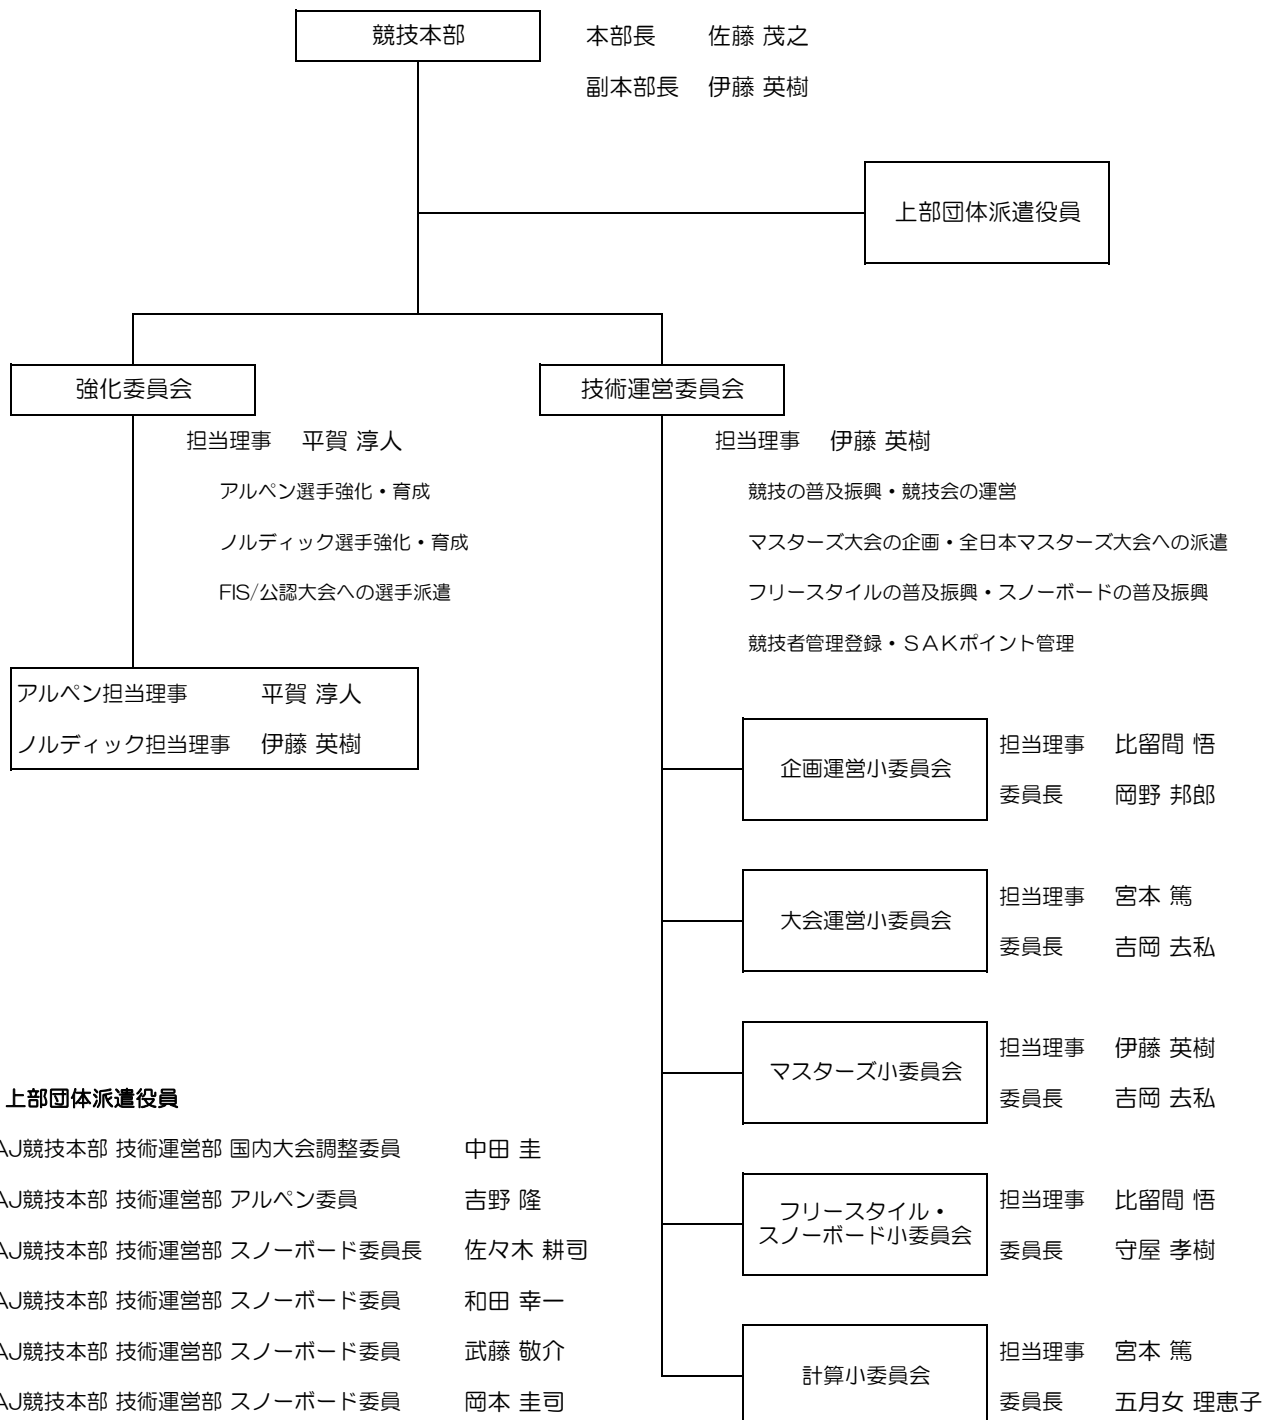 競技本部
本部長 佐藤 茂之
副本部長 伊藤 英樹
上部団体派遣役員
強化委員会
担当理事 平賀 淳人
アルペン選手強化・育成
ノルディック選手強化・育成
FIS/公認大会への選手派遣
アルペン担当理事 平賀 淳人
ノルディック担当理事 伊藤 英樹
技術運営委員会
担当理事 伊藤 英樹
競技の普及振興・競技会の運営
マスターズ大会の企画・全日本マスターズ大会への派遣
フリースタイルの普及振興・スノーボードの普及振興
競技者管理登録・SAKポイント管理
企画運営小委員会
担当理事 比留間 悟
委員長 岡野 邦郎
大会運営小委員会
担当理事 宮本 篤
委員長 吉岡 去私
マスターズ小委員会
担当理事 伊藤 英樹
委員長 吉岡 去私
フリースタイル・
スノーボード小委員会
担当理事 比留間 悟
委員長 守屋 孝樹
計算小委員会
担当理事 宮本 篤
委員長 五月女 理恵子
上部団体派遣役員
AJ競技本部 技術運営部 国内大会調整委員 中田 圭
AJ競技本部 技術運営部 アルペン委員 吉野 隆
AJ競技本部 技術運営部 スノーボード委員長 佐々木 耕司
AJ競技本部 技術運営部 スノーボード委員 和田 幸一
AJ競技本部 技術運営部 スノーボード委員 武藤 敬介
AJ競技本部 技術運営部 スノーボード委員 岡本 圭司